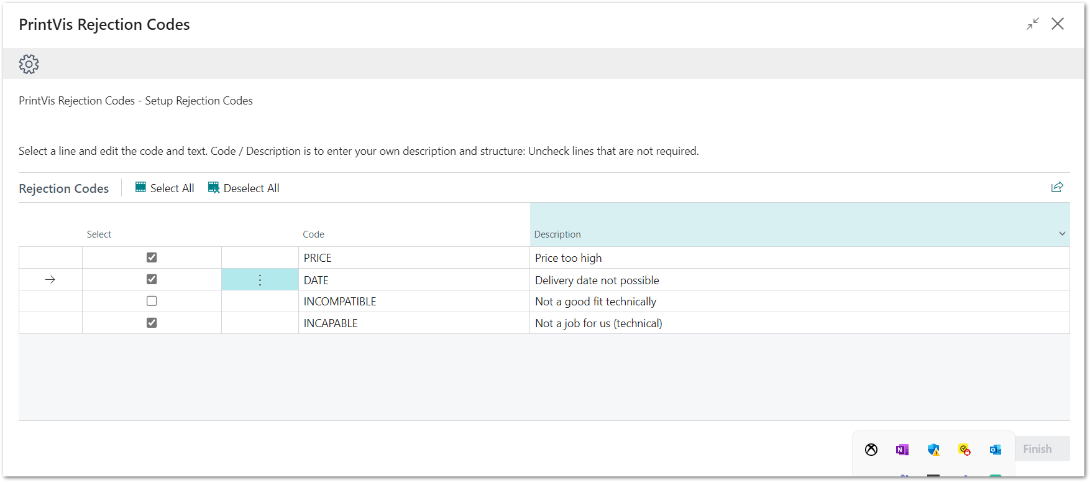 PrintVis Rejection Codes
PrintVis Rejection Codes - Setup Rejection Codes
Select a line and edit the code and text. Code / Description is to enter your own description and structure: Uncheck lines that are not required.
Rejection Codes Select All Deselect All
Select Code Description
PRICE Price too high
DATE Delivery date not possible
INCOMPATIBLE Not a good fit technically
INCAPABLE Not a job for us (technical)
Finish